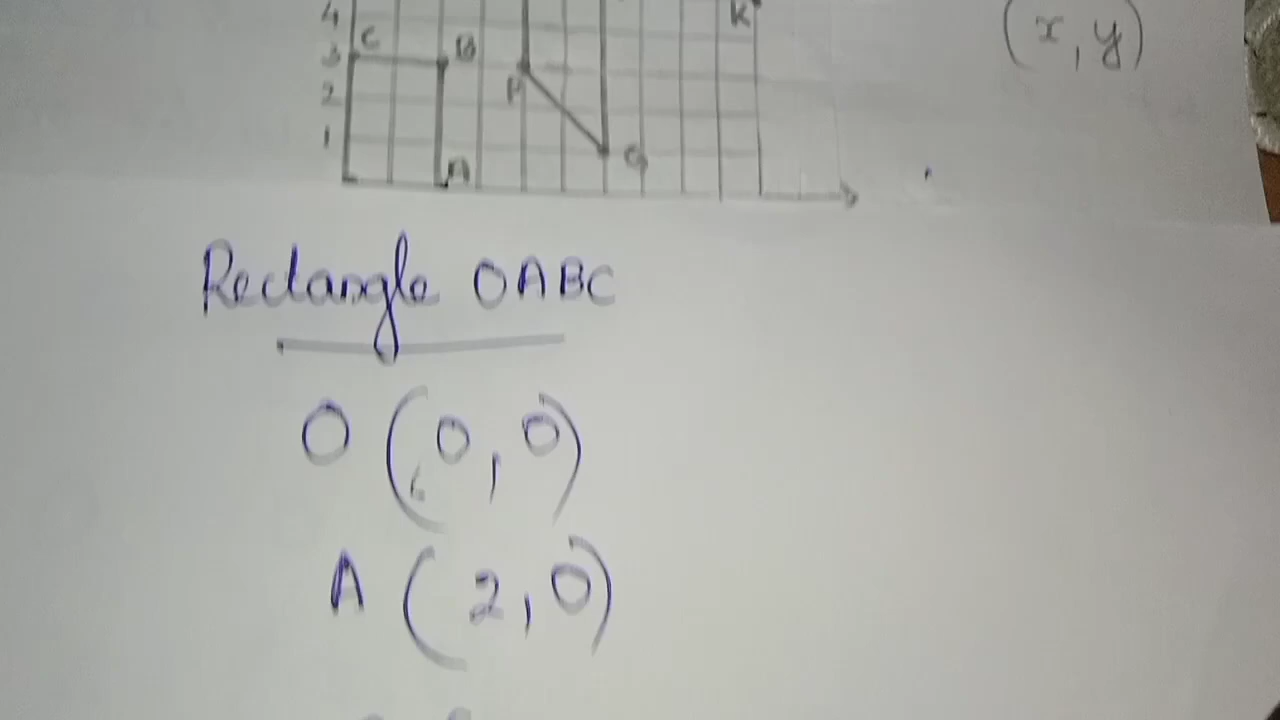 4
K
(x, y)
C
3
B
2
P
1
A
Q
Rectangle OABC
O (0, 0)
A (2, 0)